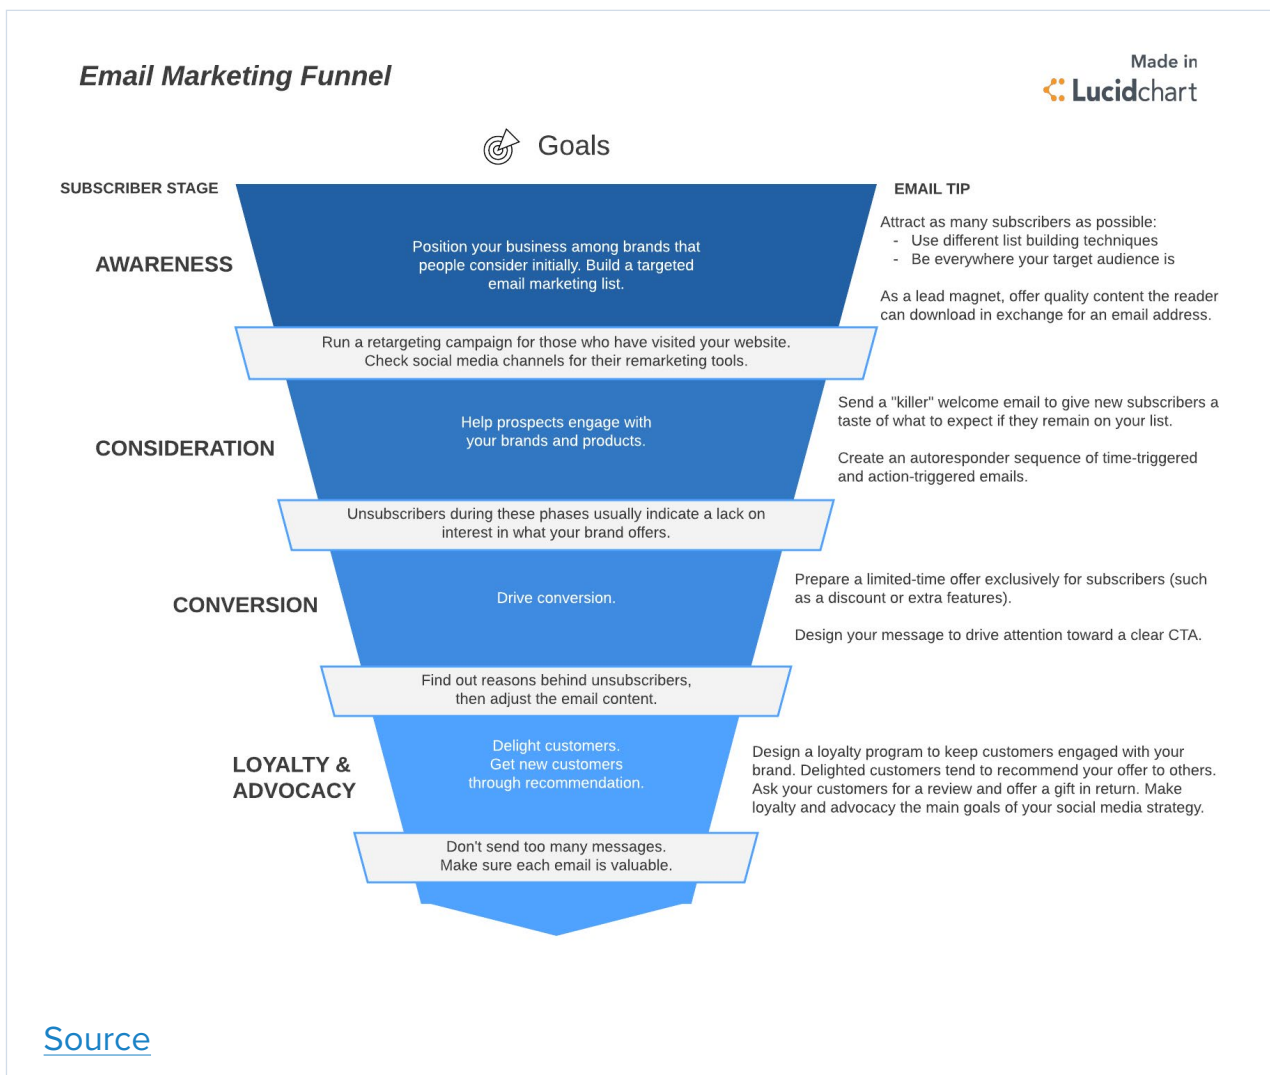 Email Marketing Funnel
Made in
Lucidchart
Goals
SUBSCRIBER STAGE
EMAIL TIP
AWARENESS
Position your business among brands that
people consider initially. Build a targeted
email marketing list.
Attract as many subscribers as possible:
- Use different list building techniques
- Be everywhere your target audience is
As a lead magnet, offer quality content the reader
can download in exchange for an email address.
Run a retargeting campaign for those who have visited your website.
Check social media channels for their remarketing tools.
CONSIDERATION
Help prospects engage with
your brands and products.
Send a "killer" welcome email to give new subscribers a
taste of what to expect if they remain on your list.
Create an autoresponder sequence of time-triggered
and action-triggered emails.
Unsubscribers during these phases usually indicate a lack on
interest in what your brand offers.
CONVERSION
Drive conversion.
Prepare a limited-time offer exclusively for subscribers (such
as a discount or extra features).
Design your message to drive attention toward a clear CTA.
Find out reasons behind unsubscribers,
then adjust the email content.
LOYALTY &
ADVOCACY
Delight customers.
Get new customers
through recommendation.
Design a loyalty program to keep customers engaged with your
brand. Delighted customers tend to recommend your offer to others.
Ask your customers for a review and offer a gift in return. Make
loyalty and advocacy the main goals of your social media strategy.
Don't send too many messages.
Make sure each email is valuable.
Source